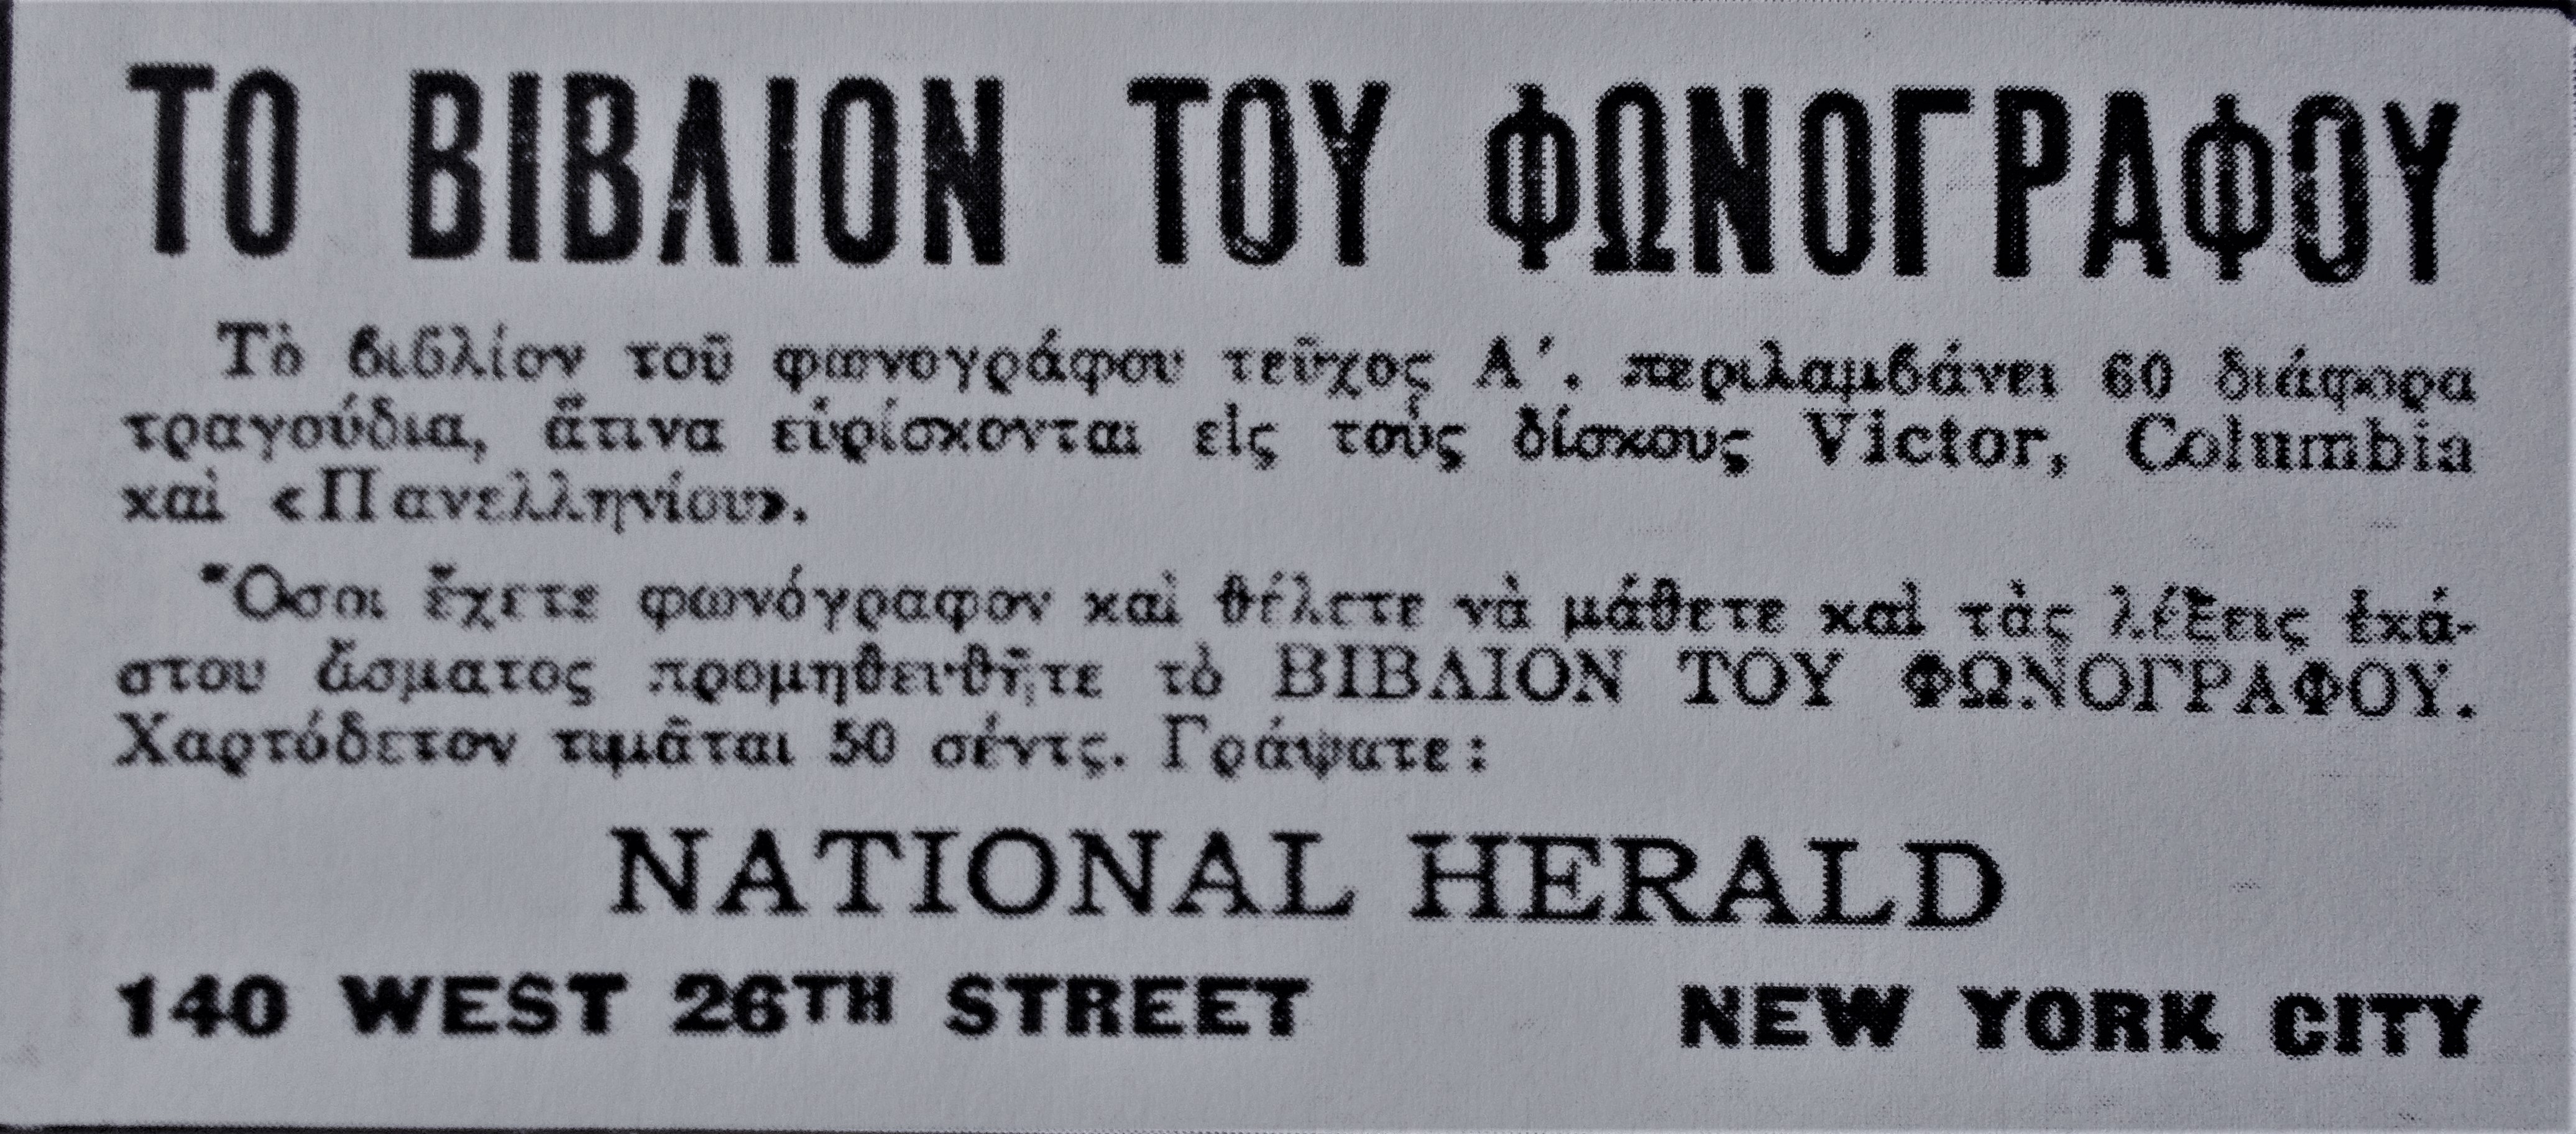 ΤΟ ΒΙΒΛΙΟΝ ΤΟΥ ΦΩΝΟΓΡΑΦΟΥ
Τὸ βιβλίον τοῦ φωνογράφου τεῦχος Α΄. περιλαμβάνει 60 διάφορα
τραγούδια, ἅτινα εὑρίσκονται εἰς τοὺς δίσκους Victor, Columbia
καὶ «Πανελληνίου».
Ὅσοι ἔχετε φωνόγραφον καὶ θέλετε νὰ μάθετε καὶ τὰς λέξεις ἑκά-
στου ᾄσματος προμηθευθῆτε τὸ ΒΙΒΛΙΟΝ ΤΟΥ ΦΩΝΟΓΡΑΦΟΥ.
Χαρτόδετον τιμᾶται 50 σέντς. Γράψατε:
NATIONAL HERALD
140 WEST 26TH STREET NEW YORK CITY